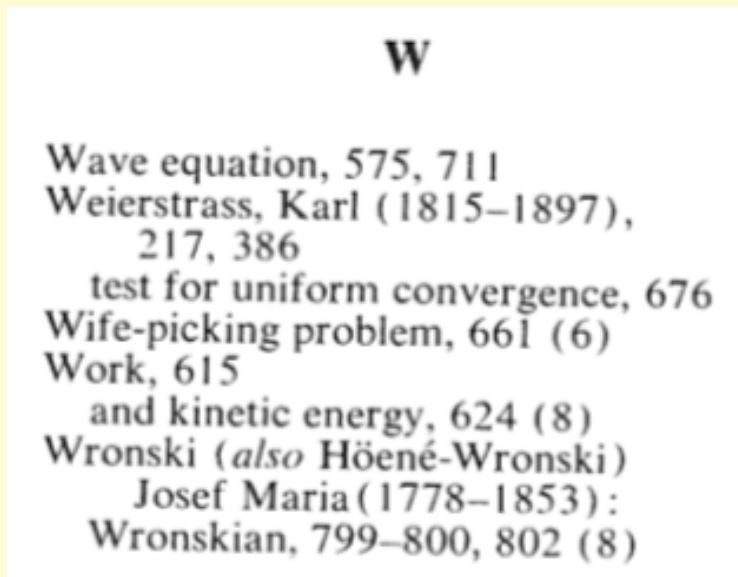 W
Wave equation, 575, 711
Weierstrass, Karl (1815–1897),
217, 386
test for uniform convergence, 676
Wife-picking problem, 661 (6)
Work, 615
and kinetic energy, 624 (8)
Wronski (also Höené-Wronski)
Josef Maria (1778–1853):
Wronskian, 799–800, 802 (8)